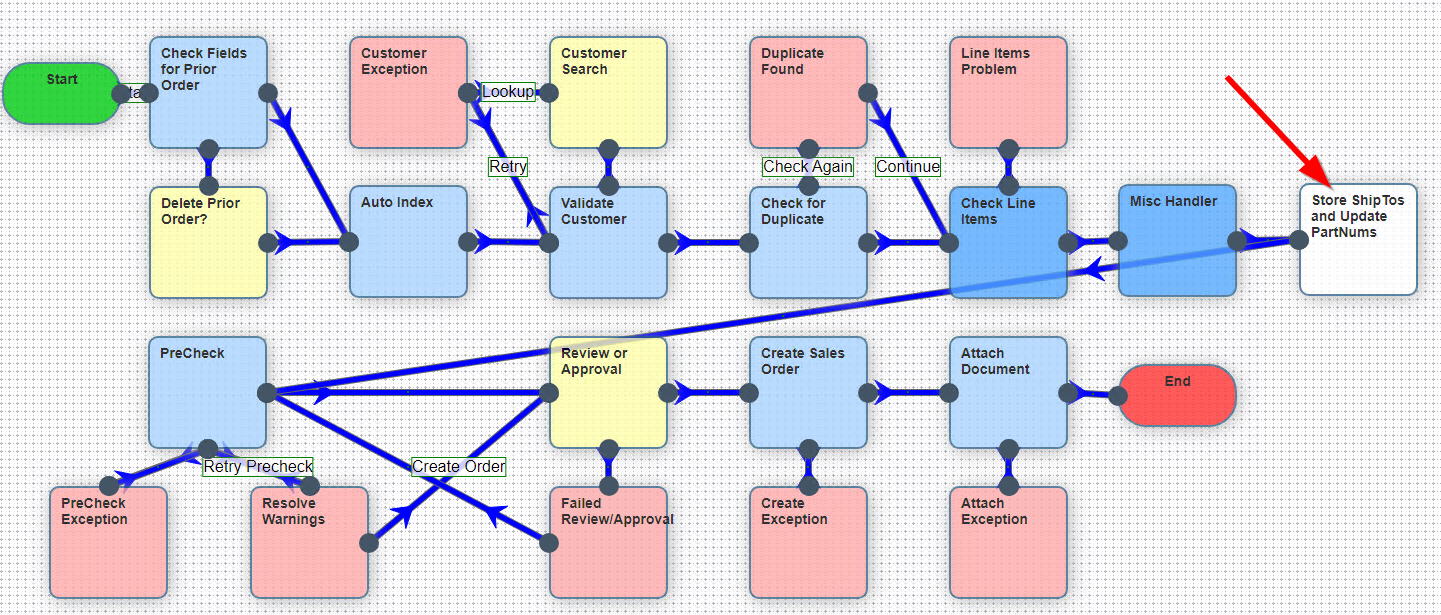 Start
ta
Check Fields
for Prior
Order
Customer
Exception
Lookup
Customer
Search
Duplicate
Found
Line Items
Problem
Retry
Check Again
Continue
Delete Prior
Order?
Auto Index
Validate
Customer
Check for
Duplicate
Check Line
Items
Misc Handler
Store ShipTos
and Update
PartNums
PreCheck
Review or
Approval
Create Sales
Order
Attach
Document
End
Retry Precheck
Create Order
PreCheck
Exception
Resolve
Warnings
Failed
Review/Approval
Create
Exception
Attach
Exception